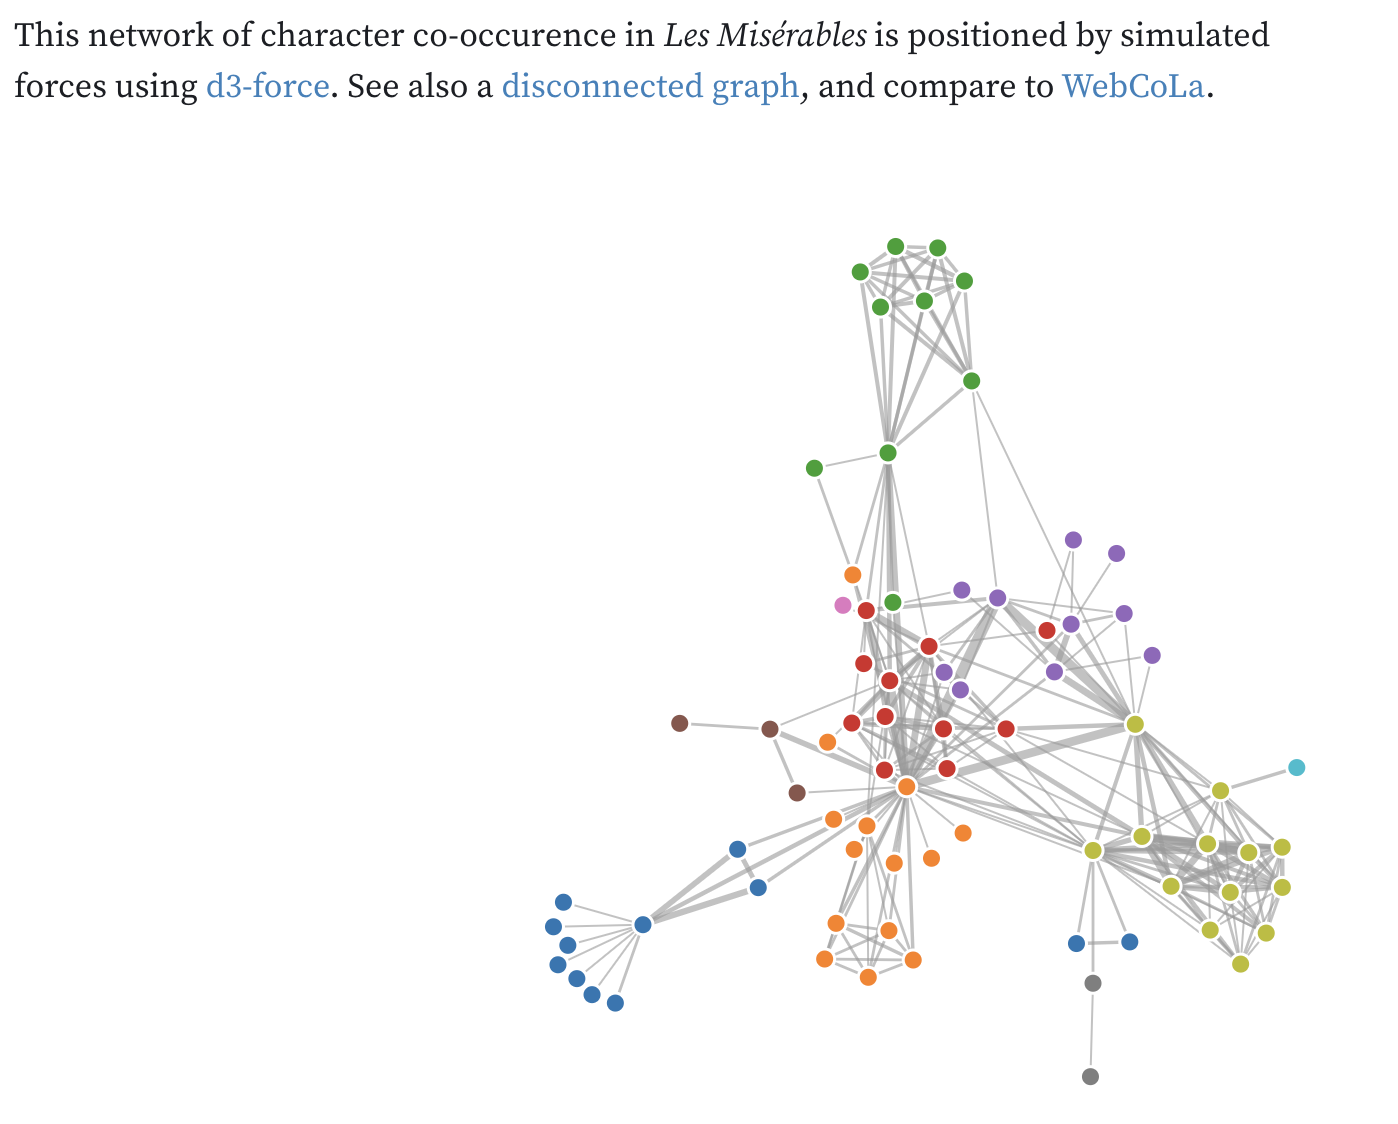 This network of character co-occurence in Les Misérables is positioned by simulated
forces using d3-force. See also a disconnected graph, and compare to WebCoLa.